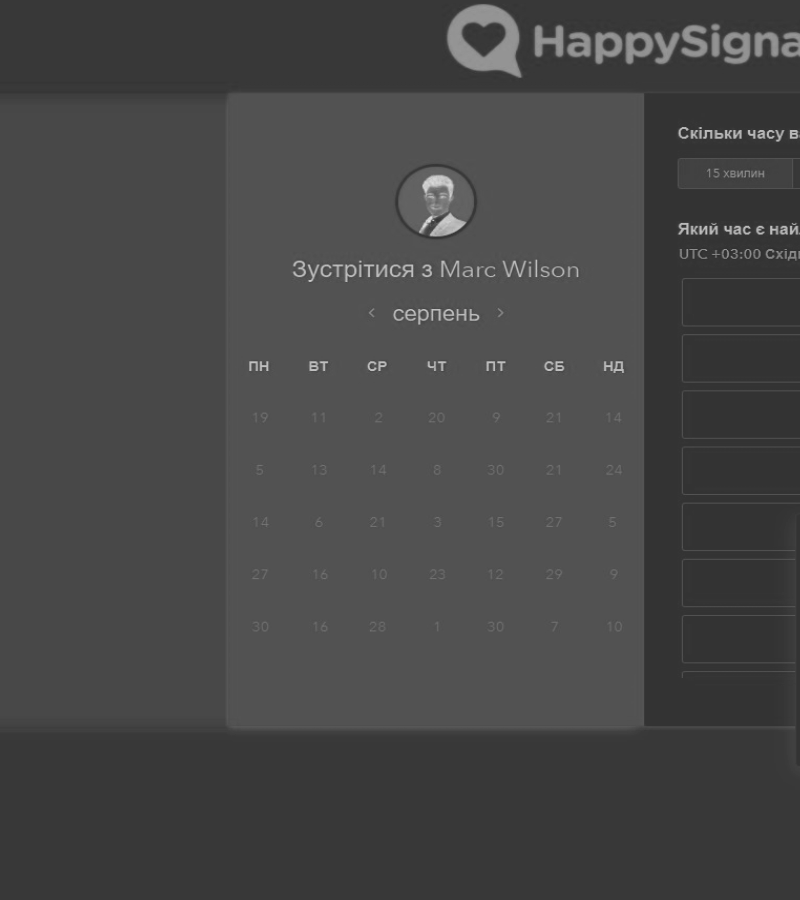 HappySigna
Зустрітися з Marc Wilson
< серпень >
ПН ВТ СР ЧТ ПТ СБ НД
19 11 2 20 9 21 14
5 13 14 8 30 21 24
14 6 21 3 15 27 5
27 16 10 23 12 29 9
30 16 28 1 30 7 10
Скільки часу в
15 хвилин
Який час є най
UTC +03:00 Східн